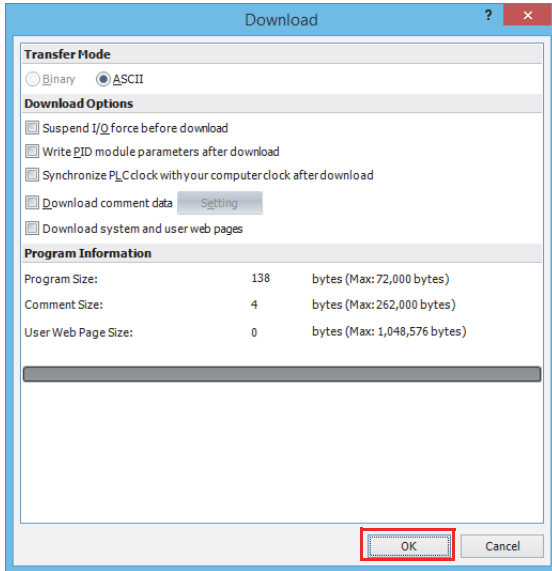 Download
?
×
Transfer Mode
Binary ASCII
Download Options
Suspend I/O force before download
Write PID module parameters after download
Synchronize PLC clock with your computer clock after download
Download comment data Setting
Download system and user web pages
Program Information
Program Size: 138 bytes (Max: 72,000 bytes)
Comment Size: 4 bytes (Max: 262,000 bytes)
User Web Page Size: 0 bytes (Max: 1,048,576 bytes)
OK Cancel